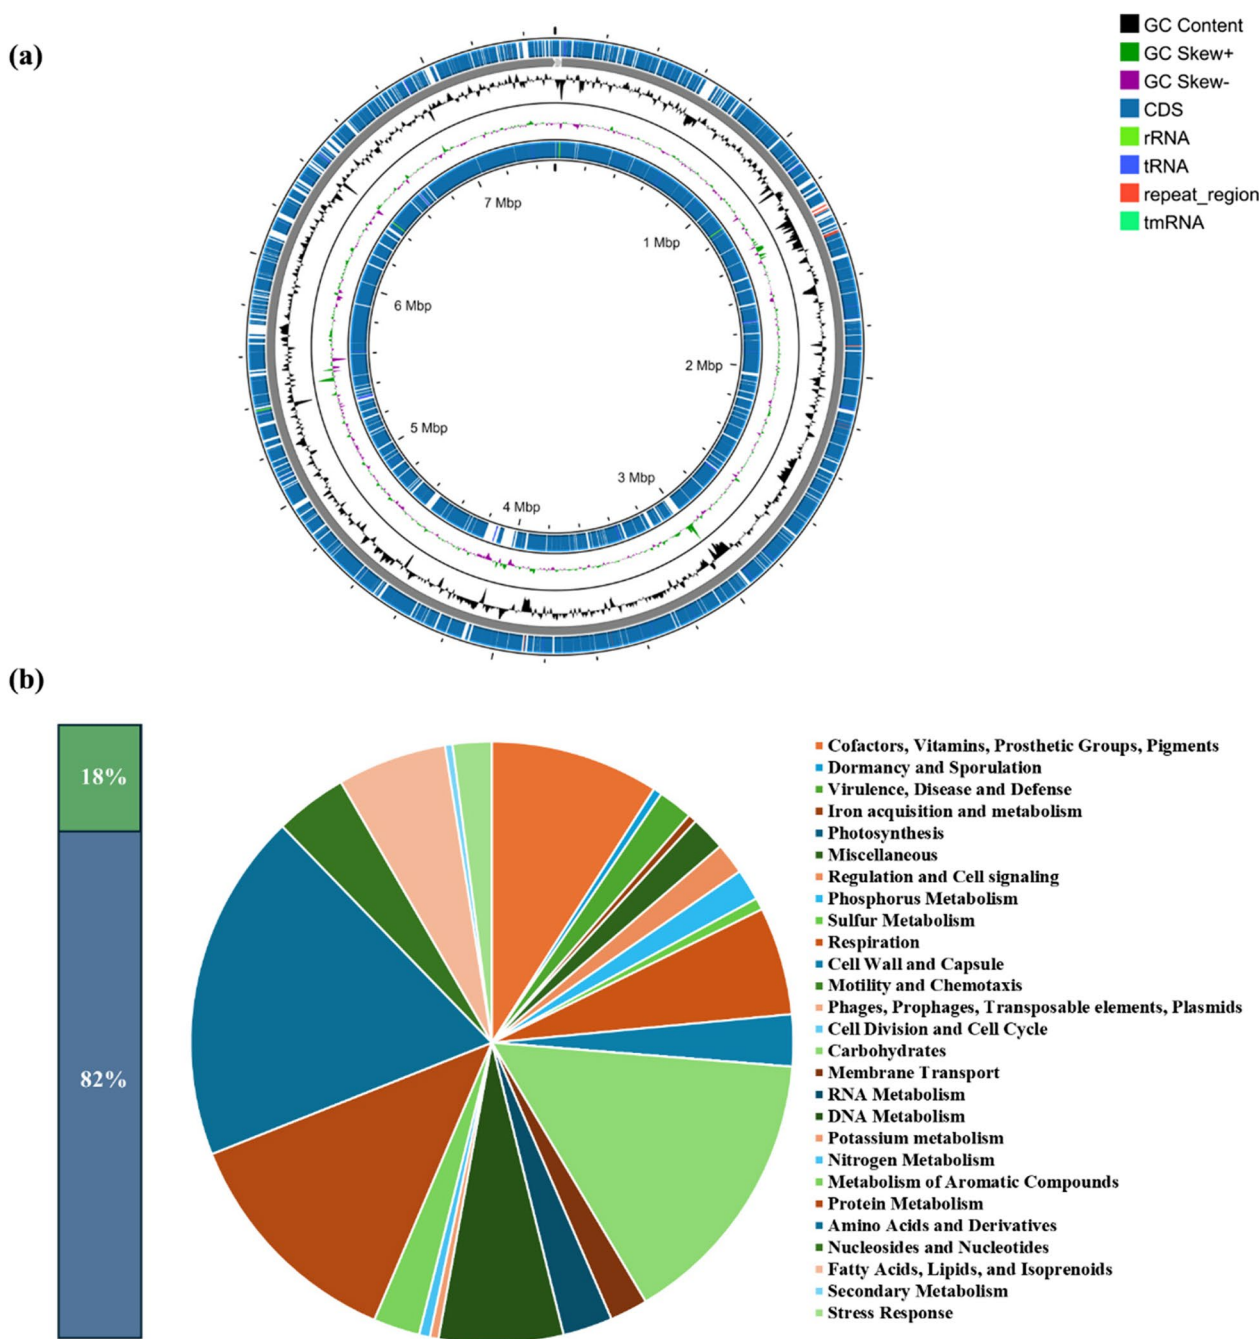 (a)
GC Content
GC Skew+
GC Skew-
CDS
rRNA
tRNA
repeat_region
tmRNA
7 Mbp
1 Mbp
6 Mbp
2 Mbp
5 Mbp
3 Mbp
4 Mbp
(b)
18%
82%
Cofactors, Vitamins, Prosthetic Groups, Pigments
Dormancy and Sporulation
Virulence, Disease and Defense
Iron acquisition and metabolism
Photosynthesis
Miscellaneous
Regulation and Cell signaling
Phosphorus Metabolism
Sulfur Metabolism
Respiration
Cell Wall and Capsule
Motility and Chemotaxis
Phages, Prophages, Transposable elements, Plasmids
Cell Division and Cell Cycle
Carbohydrates
Membrane Transport
RNA Metabolism
DNA Metabolism
Potassium metabolism
Nitrogen Metabolism
Metabolism of Aromatic Compounds
Protein Metabolism
Amino Acids and Derivatives
Nucleosides and Nucleotides
Fatty Acids, Lipids, and Isoprenoids
Secondary Metabolism
Stress Response